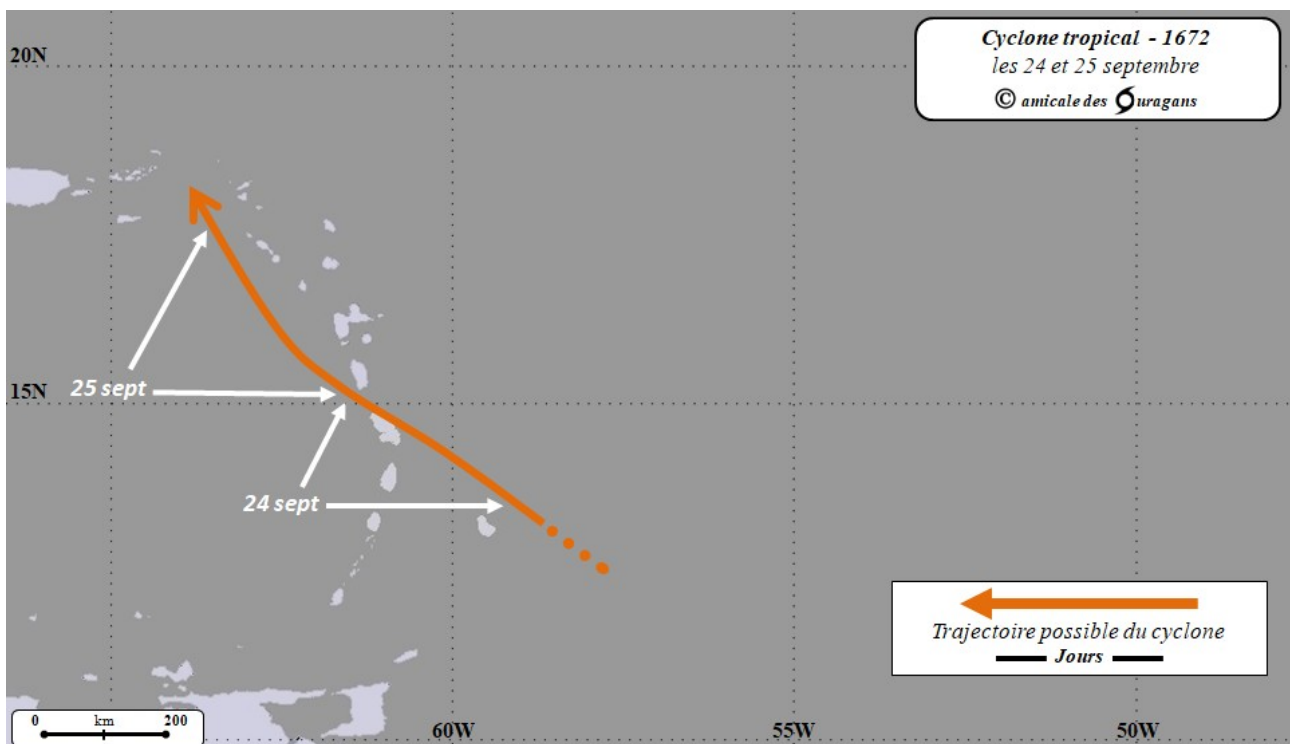 20N
Cyclone tropical - 1672
les 24 et 25 septembre
© amicale des Ouragans
25 sept
15N
24 sept
Trajectoire possible du cyclone
Jours
0 km 200
60W
55W
50W